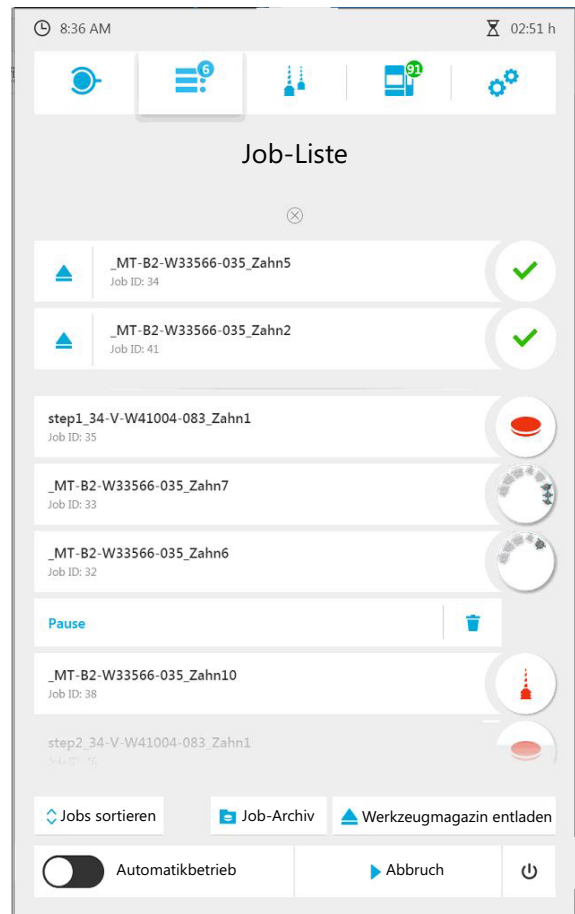 8:36 AM
02:51 h
6
91
Job-Liste
_MT-B2-W33566-035_Zahn5
Job ID: 34
_MT-B2-W33566-035_Zahn2
Job ID: 41
step1_34-V-W41004-083_Zahn1
Job ID: 35
_MT-B2-W33566-035_Zahn7
Job ID: 33
_MT-B2-W33566-035_Zahn6
Job ID: 32
Pause
_MT-B2-W33566-035_Zahn10
Job ID: 38
step2_34-V-W41004-083_Zahn1
Jobs sortieren
Job-Archiv
Werkzeugmagazin entladen
Automatikbetrieb
Abbruch